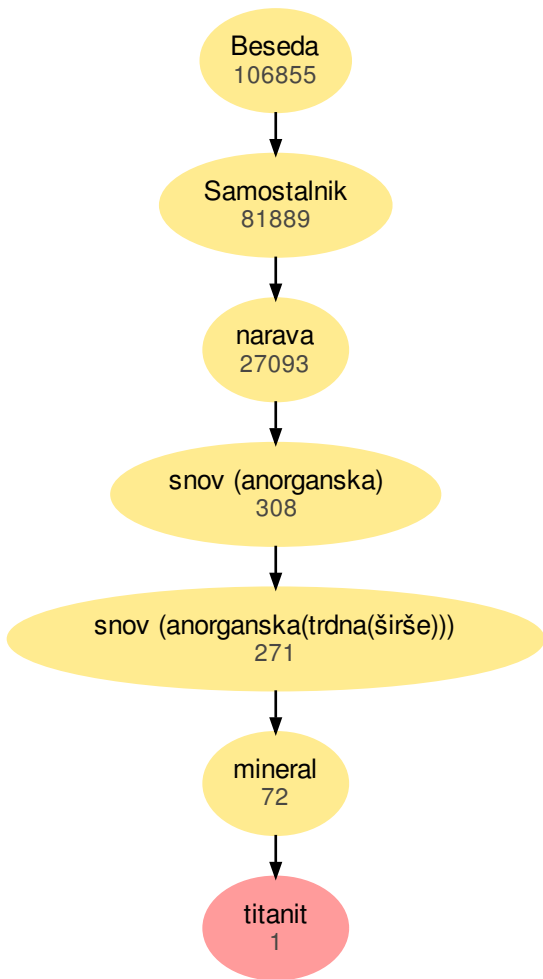 Beseda
106855
Samostalnik
81889
narava
27093
snov (anorganska)
308
snov (anorganska(trdna(širše)))
271
mineral
72
titanit
1